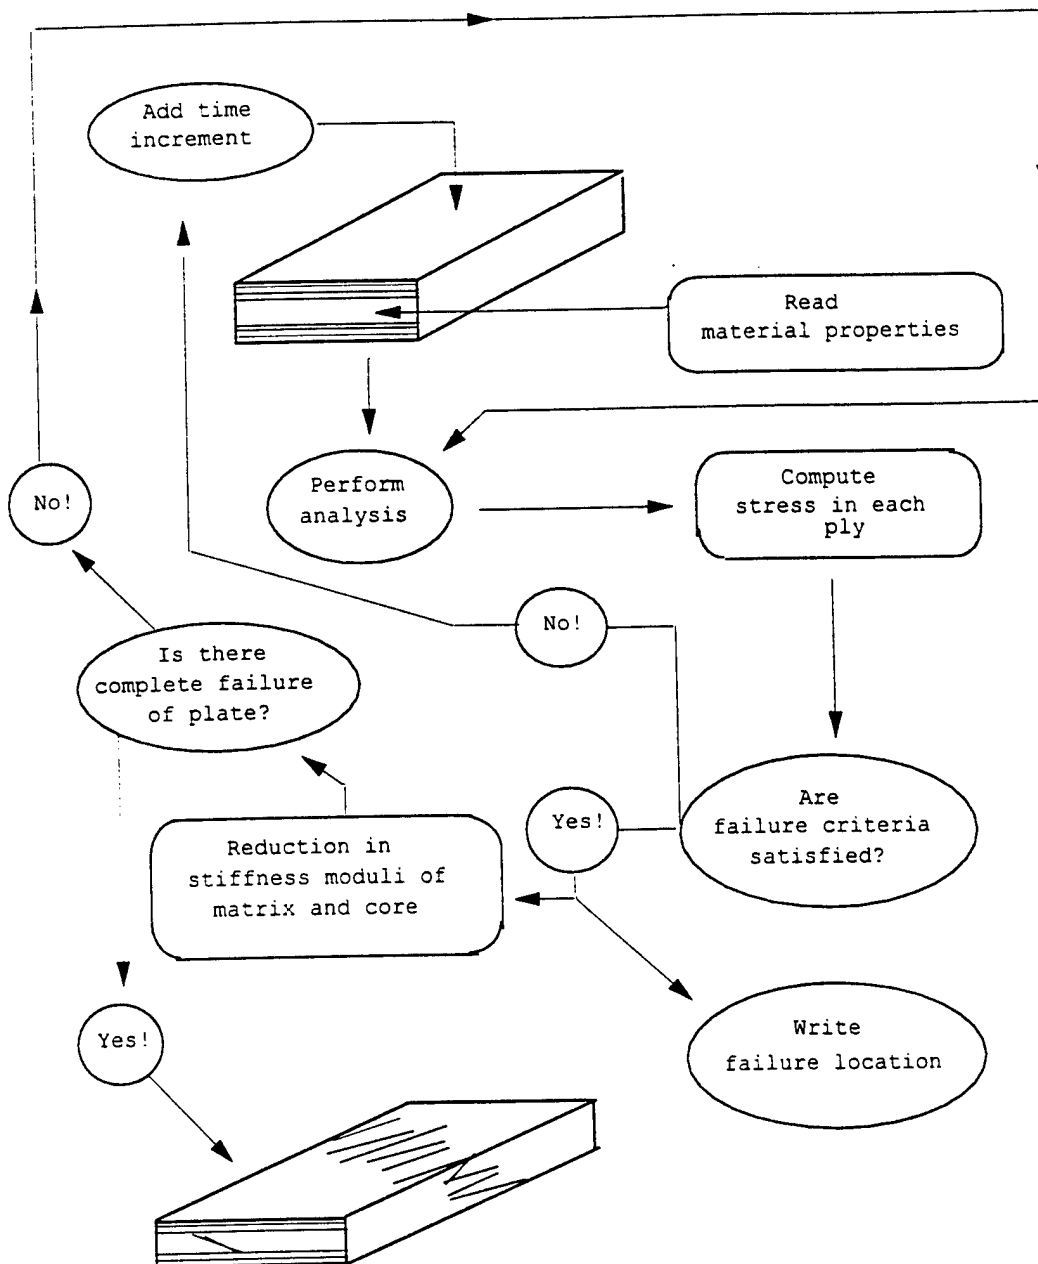 Add time
increment
Read
material properties
Perform
analysis
Compute
stress in each
ply
No!
No!
Is there
complete failure
of plate?
Are
failure criteria
satisfied?
Yes!
Reduction in
stiffness moduli of
matrix and core
Yes!
Write
failure location